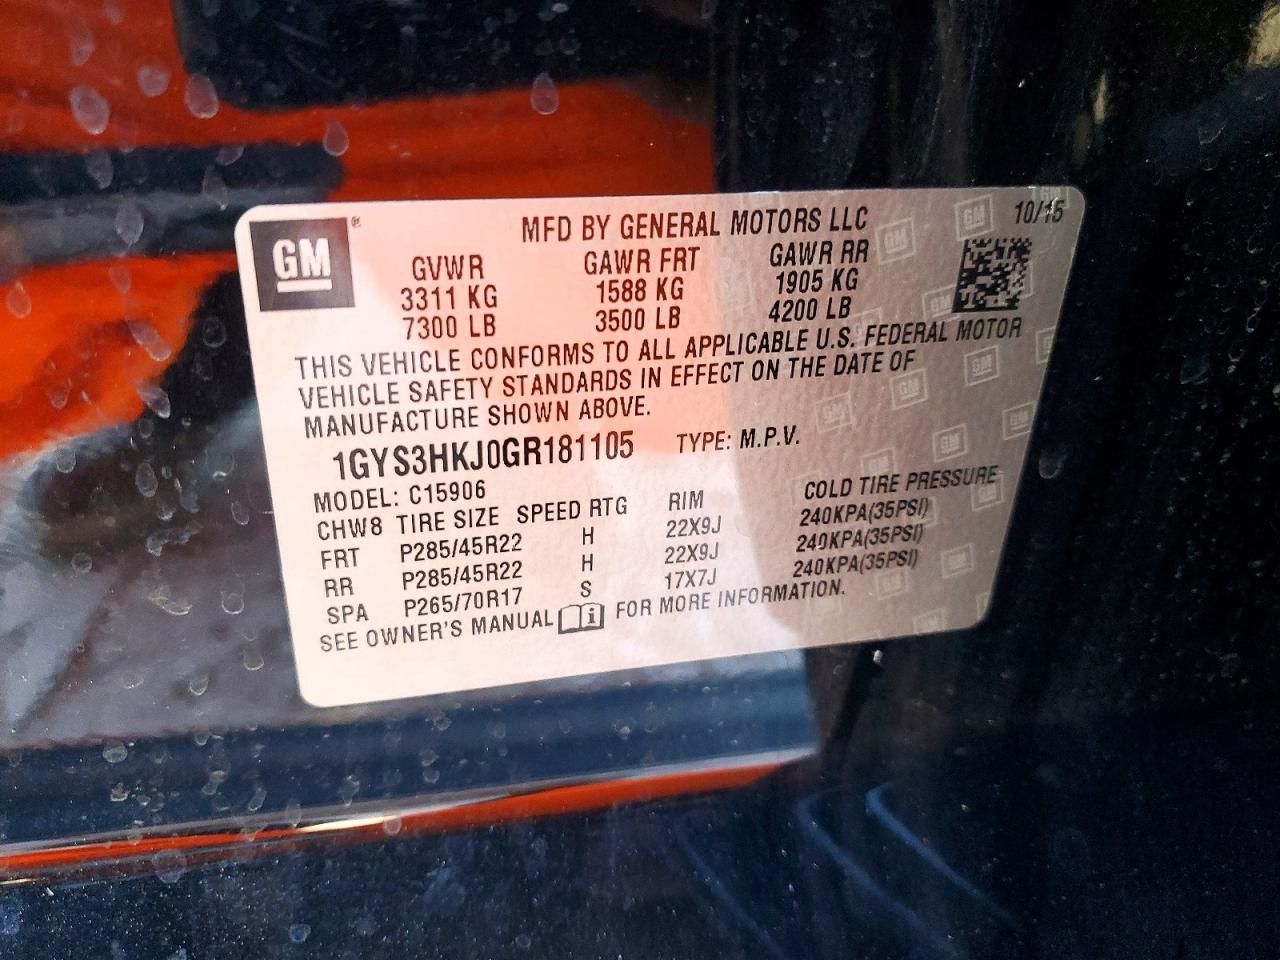 GM® MFD BY GENERAL MOTORS LLC 10/15
GVWR GAWR FRT GAWR RR
3311 KG 1588 KG 1905 KG
7300 LB 3500 LB 4200 LB
THIS VEHICLE CONFORMS TO ALL APPLICABLE U.S. FEDERAL MOTOR
VEHICLE SAFETY STANDARDS IN EFFECT ON THE DATE OF
MANUFACTURE SHOWN ABOVE.
1GYS3HKJ0GR181105 TYPE: M.P.V.
MODEL: C15906
CHW8 TIRE SIZE SPEED RTG RIM COLD TIRE PRESSURE
FRT P285/45R22 H 22X9J 240KPA(35PSI)
RR P285/45R22 H 22X9J 240KPA(35PSI)
SPA P265/70R17 S 17X7J 240KPA(35PSI)
SEE OWNER'S MANUAL i FOR MORE INFORMATION.